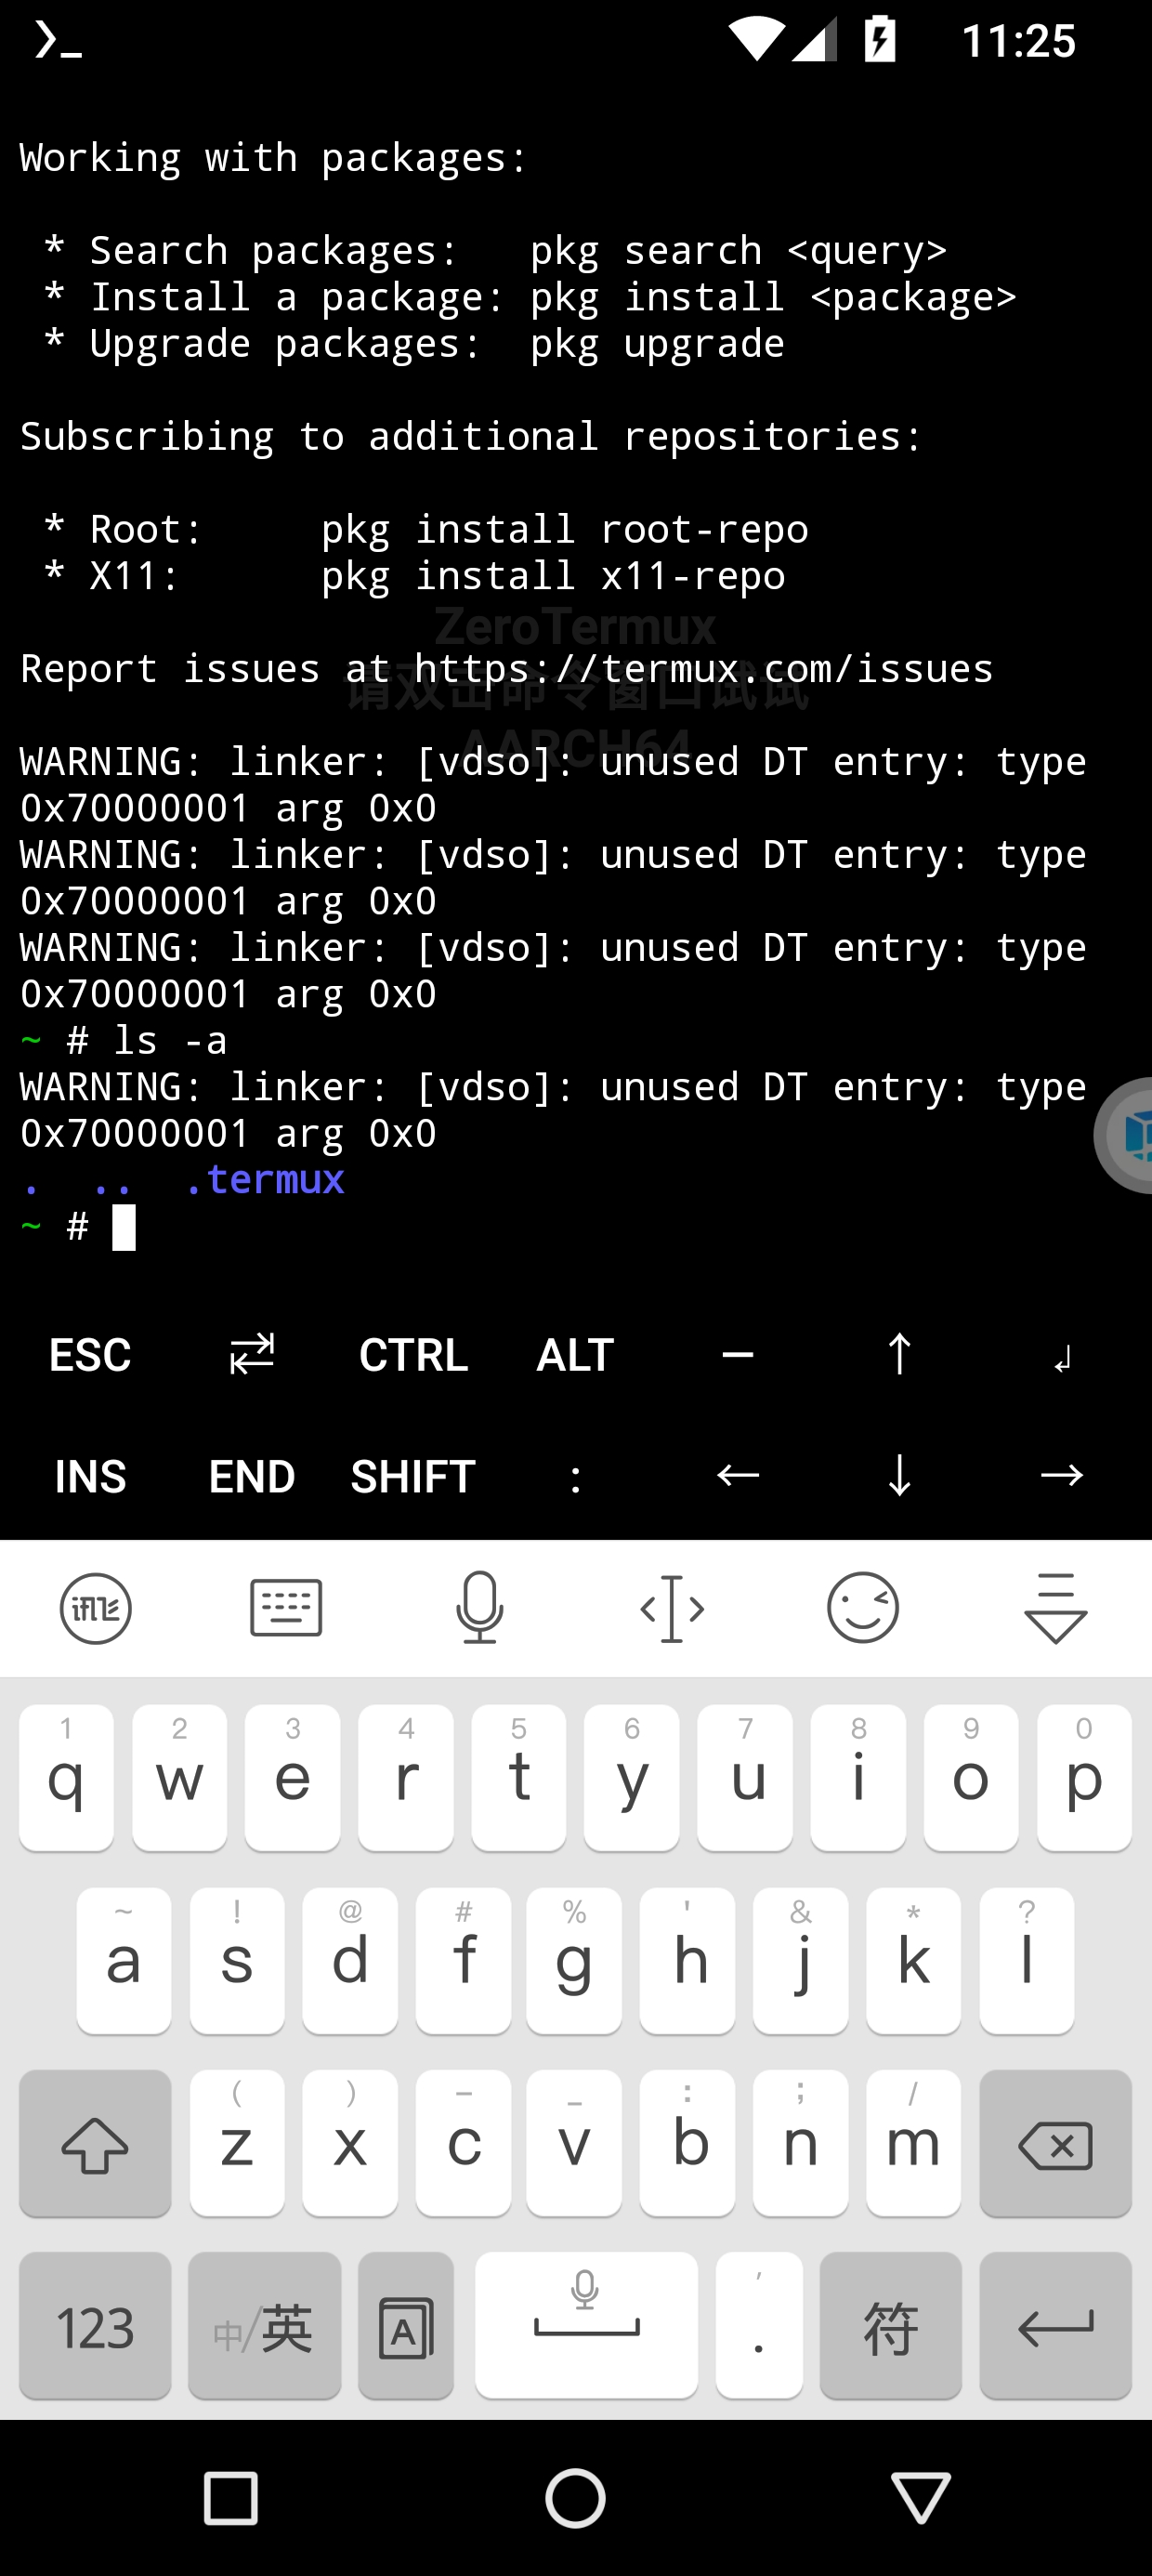 11:25
Working with packages:
* Search packages:   pkg search <query>
* Install a package: pkg install <package>
* Upgrade packages:  pkg upgrade
Subscribing to additional repositories:
* Root:     pkg install root-repo
* X11:      pkg install x11-repo
ZeroTermux
Report issues at https://termux.com/issues
请双击命令窗口试试
AARCH64
WARNING: linker: [vdso]: unused DT entry: type
0x70000001 arg 0x0
WARNING: linker: [vdso]: unused DT entry: type
0x70000001 arg 0x0
WARNING: linker: [vdso]: unused DT entry: type
0x70000001 arg 0x0
~ # ls -a
WARNING: linker: [vdso]: unused DT entry: type
0x70000001 arg 0x0
.  ..  .termux
~ #
ESC CTRL ALT – ↑ ↲
INS END SHIFT : ← ↓ →
1 2 3 4 5 6 7 8 9 0
q w e r t y u i o p
~ ! @ # % ' & * ?
a s d f g h j k l
( ) – _ : ; /
z x c v b n m
123 中/英 A , . 符